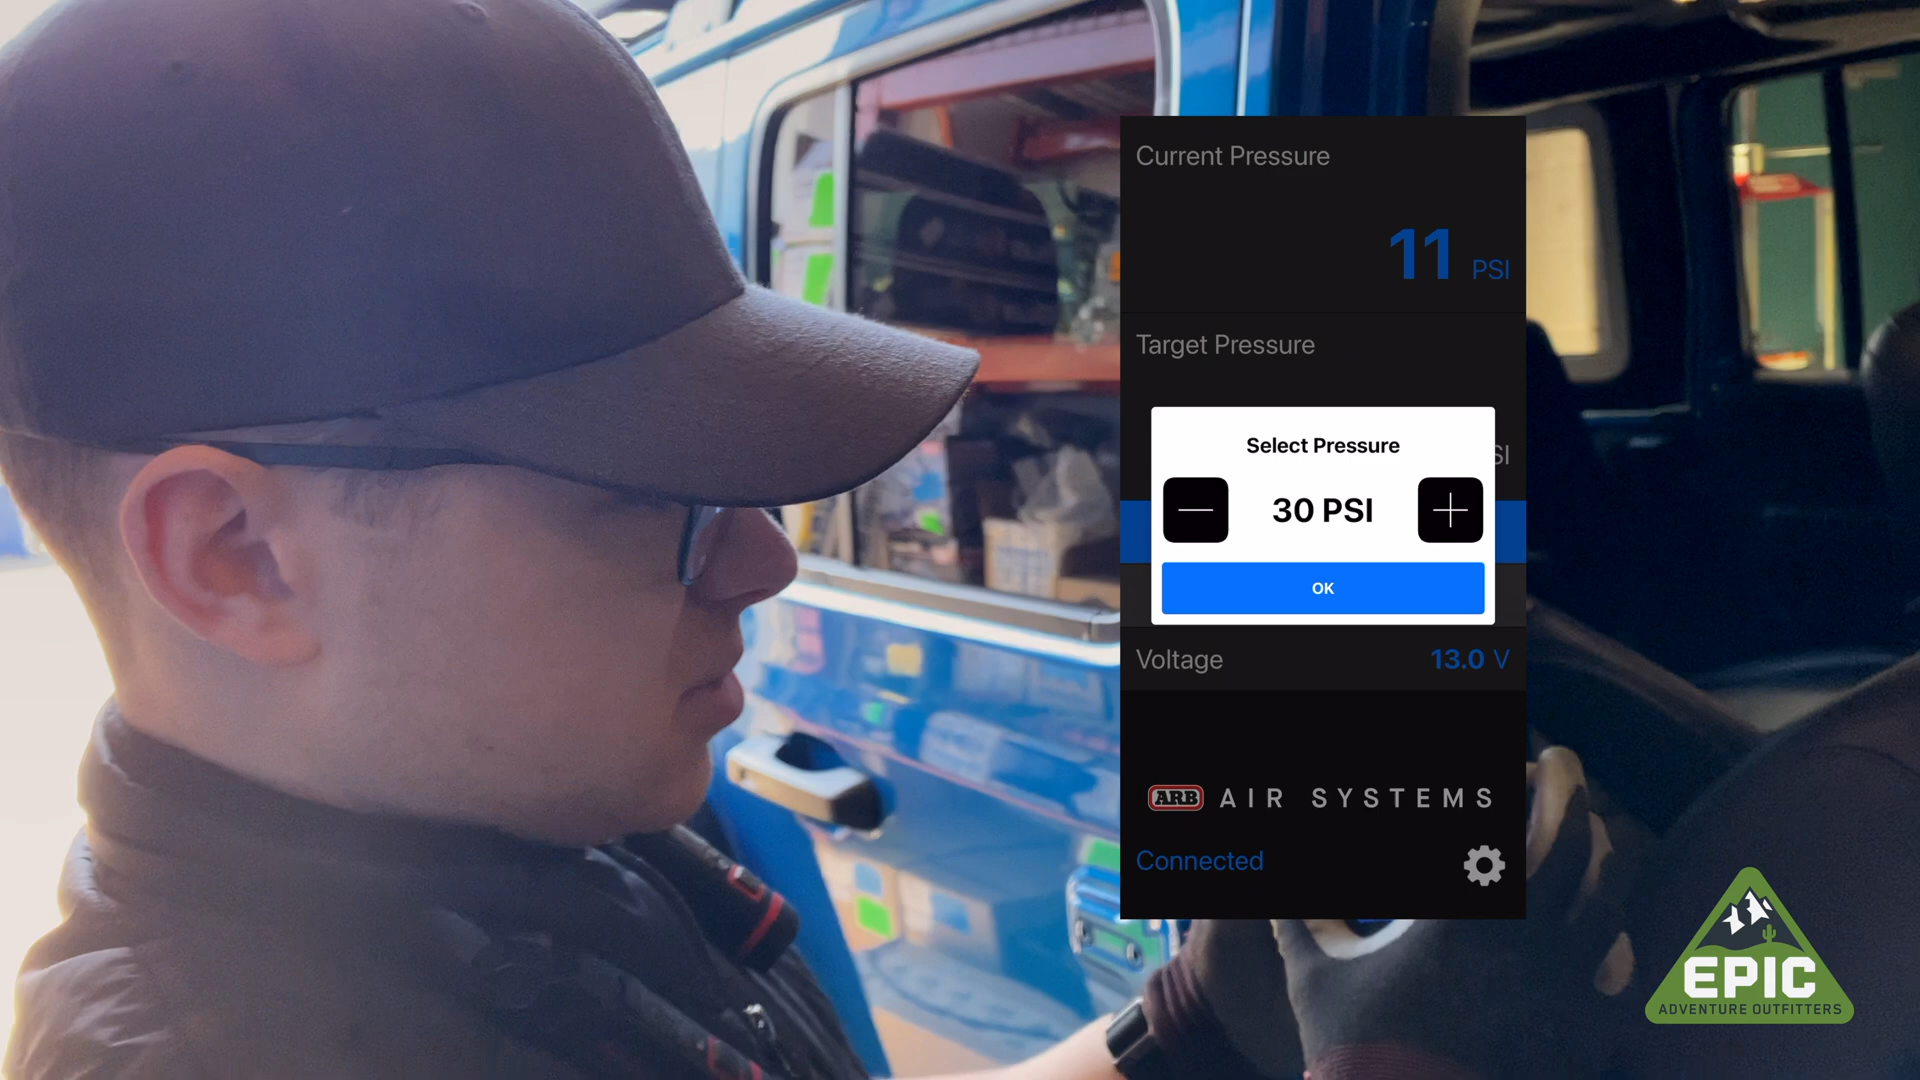 Current Pressure
11 PSI
Target Pressure
SI
Select Pressure
30 PSI
OK
Voltage
13.0 V
ARB AIR SYSTEMS
Connected
EPIC
ADVENTURE OUTFITTERS